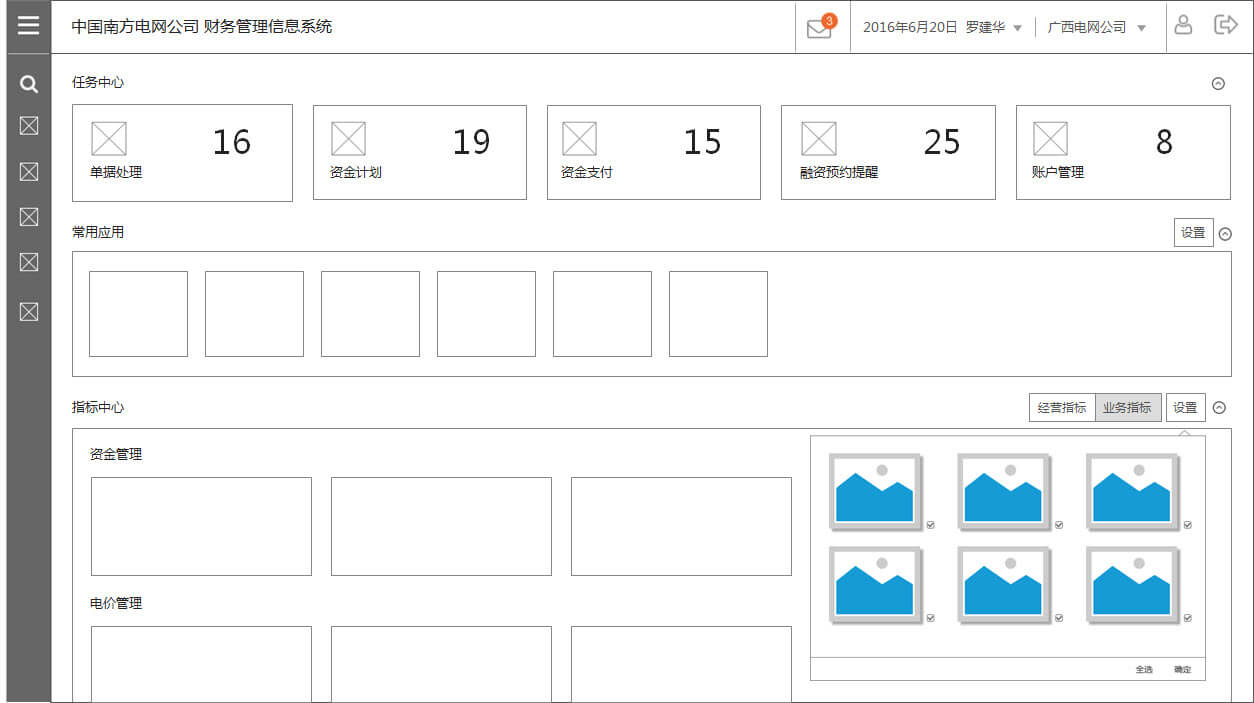 中国南方电网公司 财务管理信息系统
3
2016年6月20日 罗建华
广西电网公司
任务中心
16
单据处理
19
资金计划
15
资金支付
25
融资预约提醒
8
账户管理
常用应用
设置
指标中心
经营指标
业务指标
设置
资金管理
电价管理
全选
确定